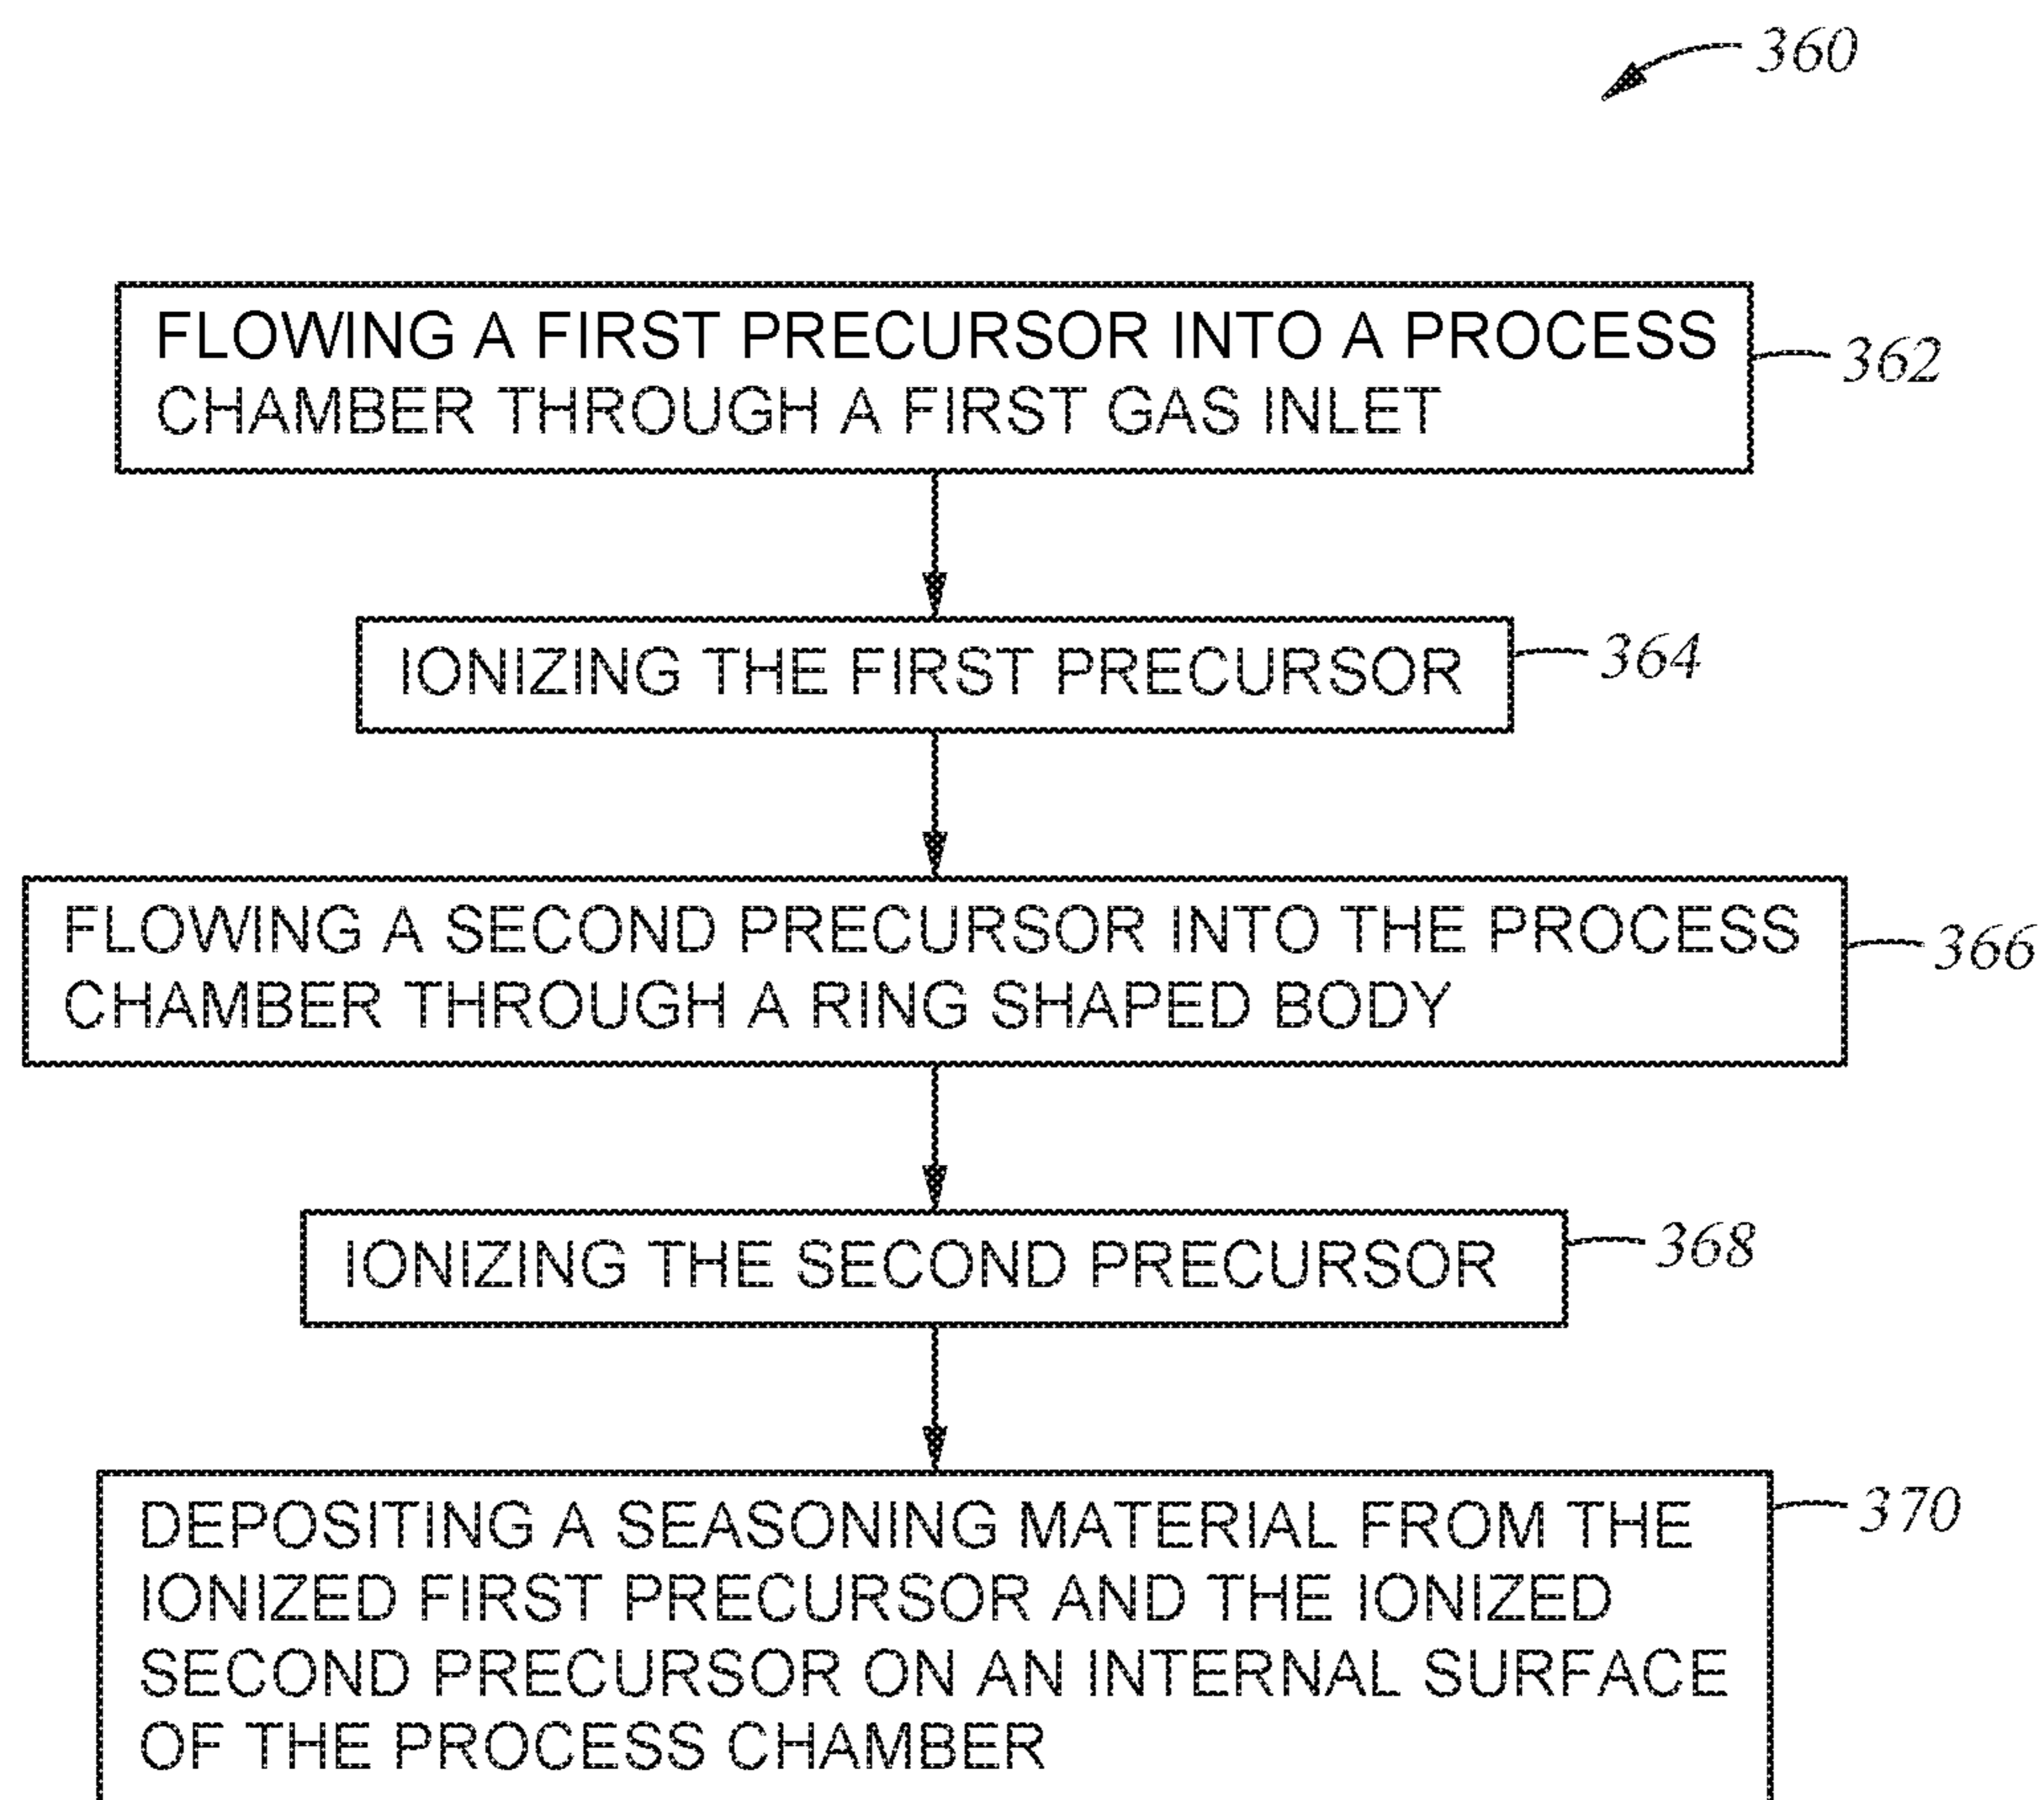 360
FLOWING A FIRST PRECURSOR INTO A PROCESS
CHAMBER THROUGH A FIRST GAS INLET
362
IONIZING THE FIRST PRECURSOR
364
FLOWING A SECOND PRECURSOR INTO THE PROCESS
CHAMBER THROUGH A RING SHAPED BODY
366
IONIZING THE SECOND PRECURSOR
368
DEPOSITING A SEASONING MATERIAL FROM THE
IONIZED FIRST PRECURSOR AND THE IONIZED
SECOND PRECURSOR ON AN INTERNAL SURFACE
OF THE PROCESS CHAMBER
370